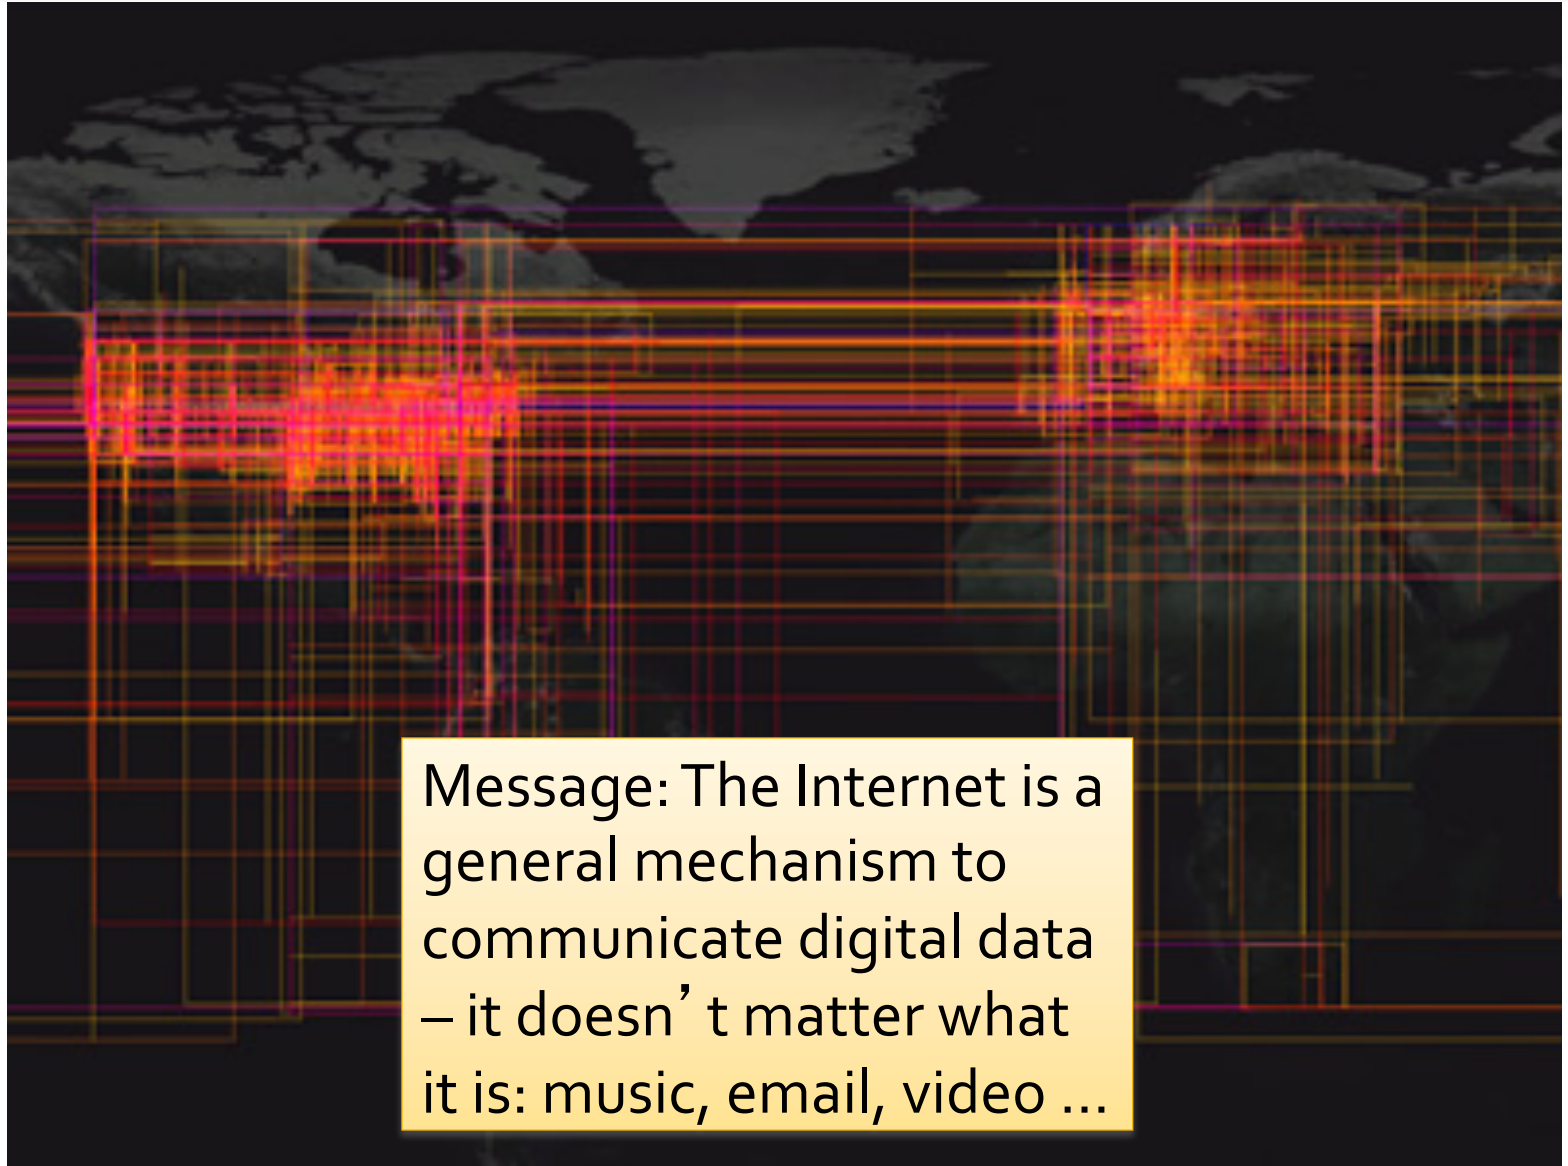 Message: The Internet is a
general mechanism to
communicate digital data
– it doesn’ t matter what
it is: music, email, video …